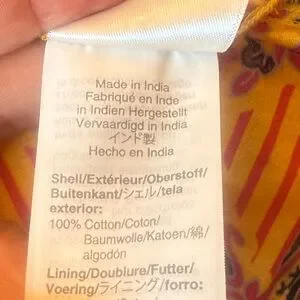 Made in India
Fabriqué en Inde
in Indien Hergestellt
Vervaardigd in India
インド製
Hecho en India
Shell/Extérieur/Oberstoff/
Buitenkant/シェル/tela
exterior:
100% Cotton/Coton/
Baumwolle/Katoen/綿/
algodón
Lining/Doublure/Futter/
Voering/ライニング/forro: